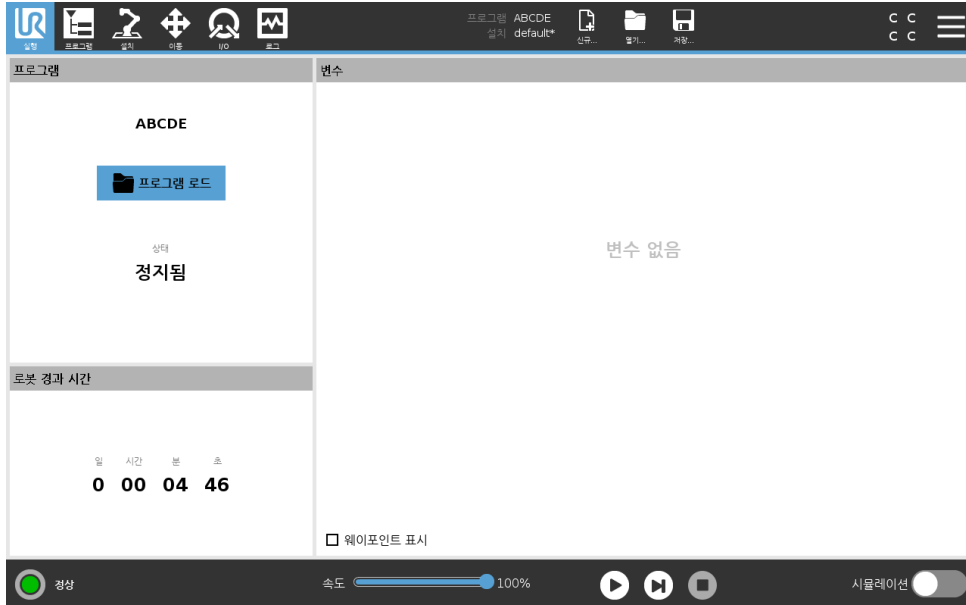 프로그램 ABCDE
설치 default*
C C
C C
실행 프로그램 설치 이동 I/O 로그
신규... 열기... 저장...
프로그램
변수
ABCDE
프로그램 로드
상태
정지됨
변수 없음
로봇 경과 시간
일 시간 분 초
0 00 04 46
웨이포인트 표시
정상
속도 100%
시뮬레이션